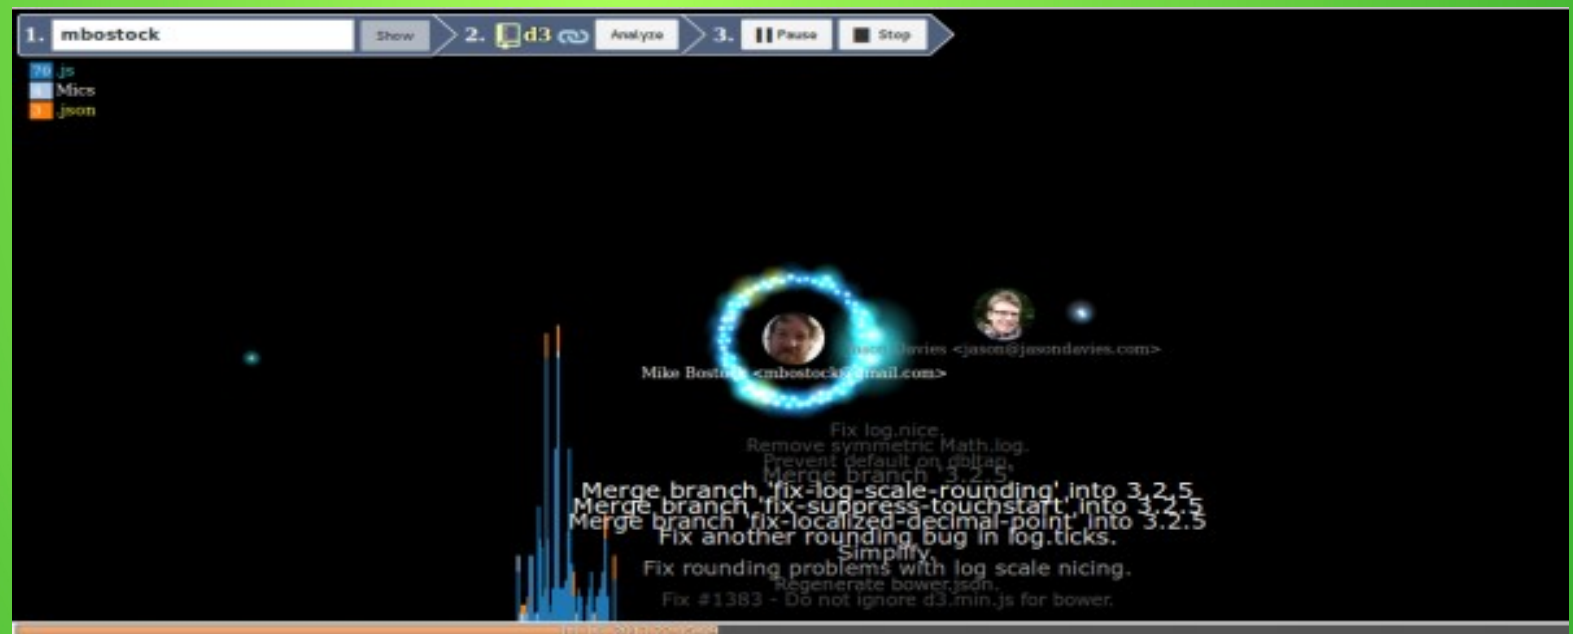 1. mbostock Show 2. d3 Analyze 3. Pause Stop
70 .js
Mics
3 .json
Davies <jason@jasondavies.com>
Mike Bostock <mbostock@gmail.com>
Fix log.nice.
Remove symmetric Math.log.
Prevent default on dbltap.
Merge branch '3.2.5'
Merge branch 'fix-log-scale-rounding' into 3.2.5
Merge branch 'fix-suppress-touchstart' into 3.2.5
Merge branch 'fix-localized-decimal-point' into 3.2.5
Fix another rounding bug in log.ticks.
Simplify.
Fix rounding problems with log scale nicing.
Regenerate bower.json.
Fix #1383 - Do not ignore d3.min.js for bower.